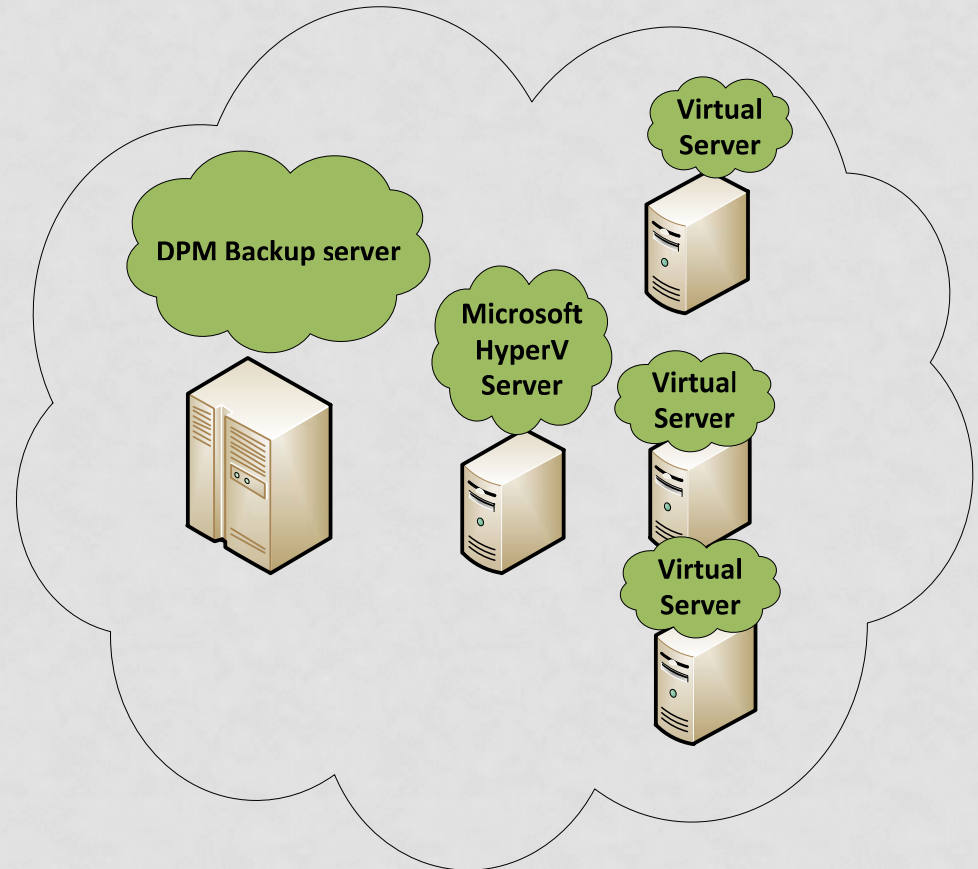 Virtual
Server
DPM Backup server
Microsoft
HyperV
Server
Virtual
Server
Virtual
Server